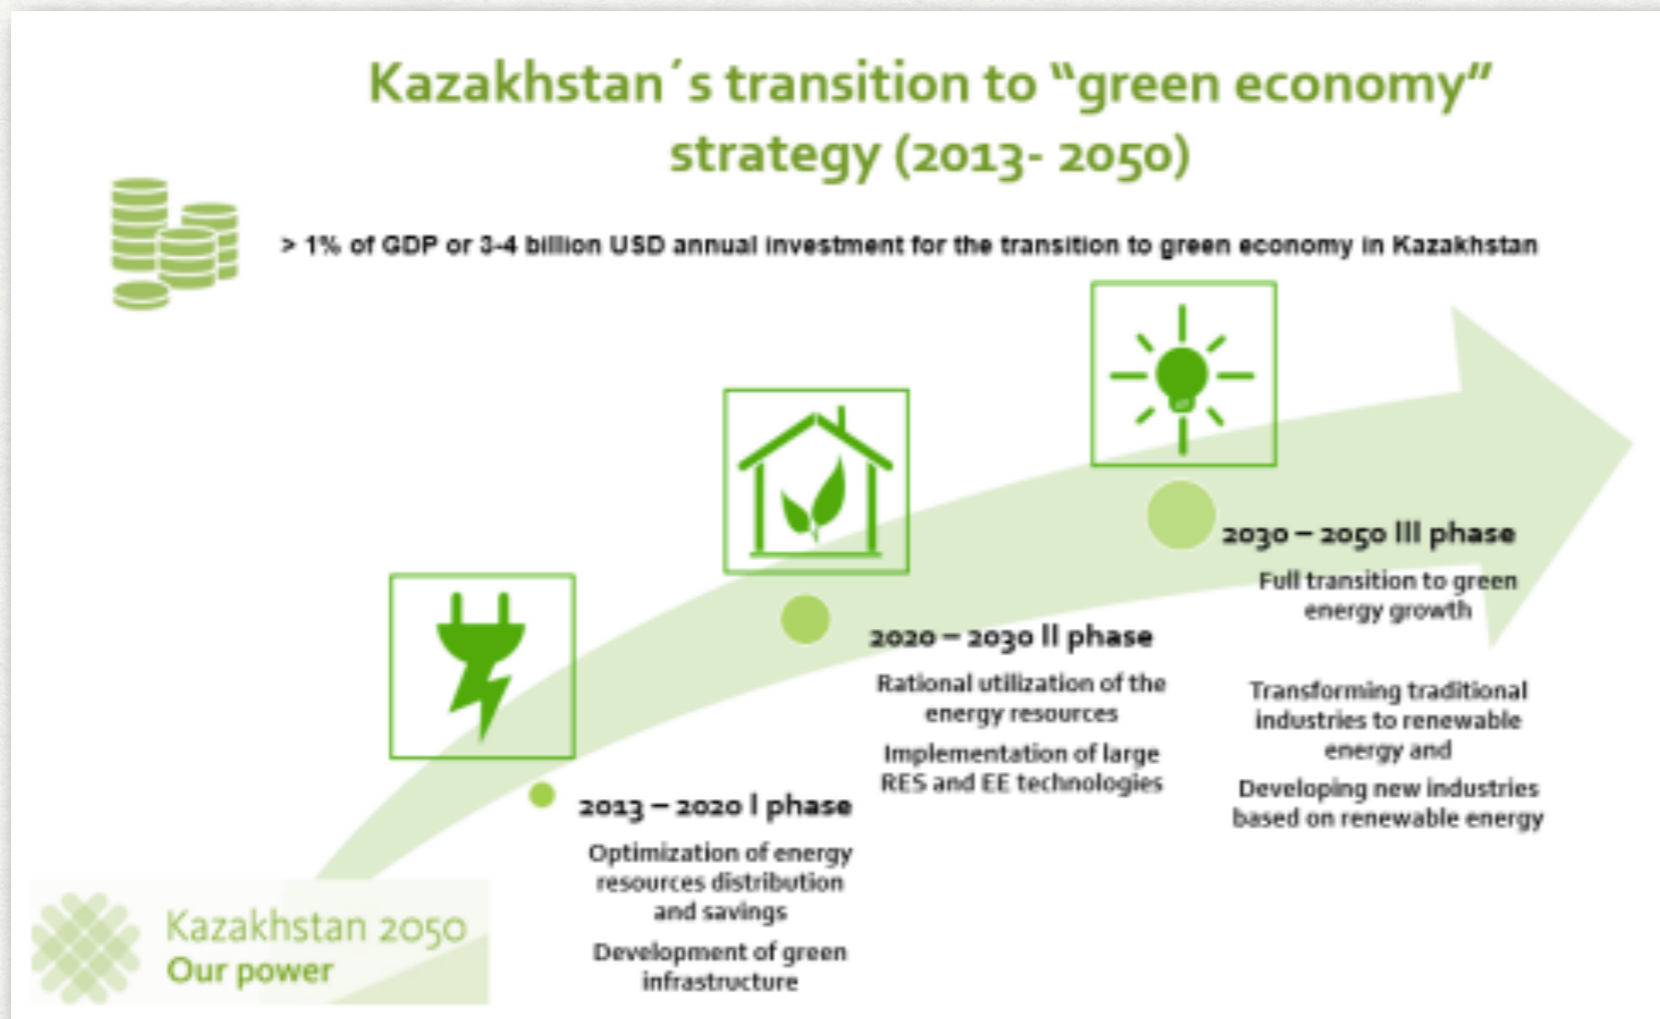 Kazakhstan´s transition to “green economy”
strategy (2013- 2050)
> 1% of GDP or 3-4 billion USD annual investment for the transition to green economy in Kazakhstan
2013 – 2020 I phase
Optimization of energy
resources distribution
and savings
Development of green
infrastructure
2020 – 2030 II phase
Rational utilization of the
energy resources
Implementation of large
RES and EE technologies
2030 – 2050 III phase
Full transition to green
energy growth
Transforming traditional
industries to renewable
energy and
Developing new industries
based on renewable energy
Kazakhstan 2050
Our power